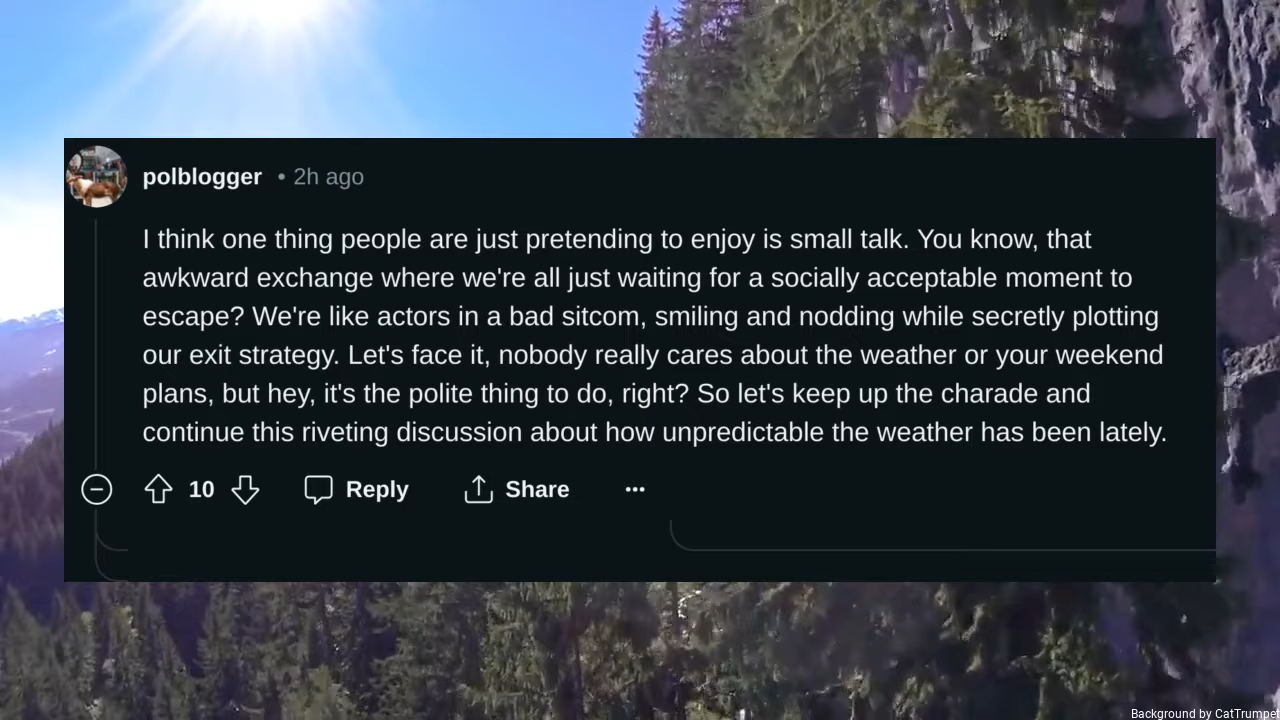 polblogger • 2h ago
I think one thing people are just pretending to enjoy is small talk. You know, that
awkward exchange where we're all just waiting for a socially acceptable moment to
escape? We're like actors in a bad sitcom, smiling and nodding while secretly plotting
our exit strategy. Let's face it, nobody really cares about the weather or your weekend
plans, but hey, it's the polite thing to do, right? So let's keep up the charade and
continue this riveting discussion about how unpredictable the weather has been lately.
10 Reply Share
Background by CatTrumpet